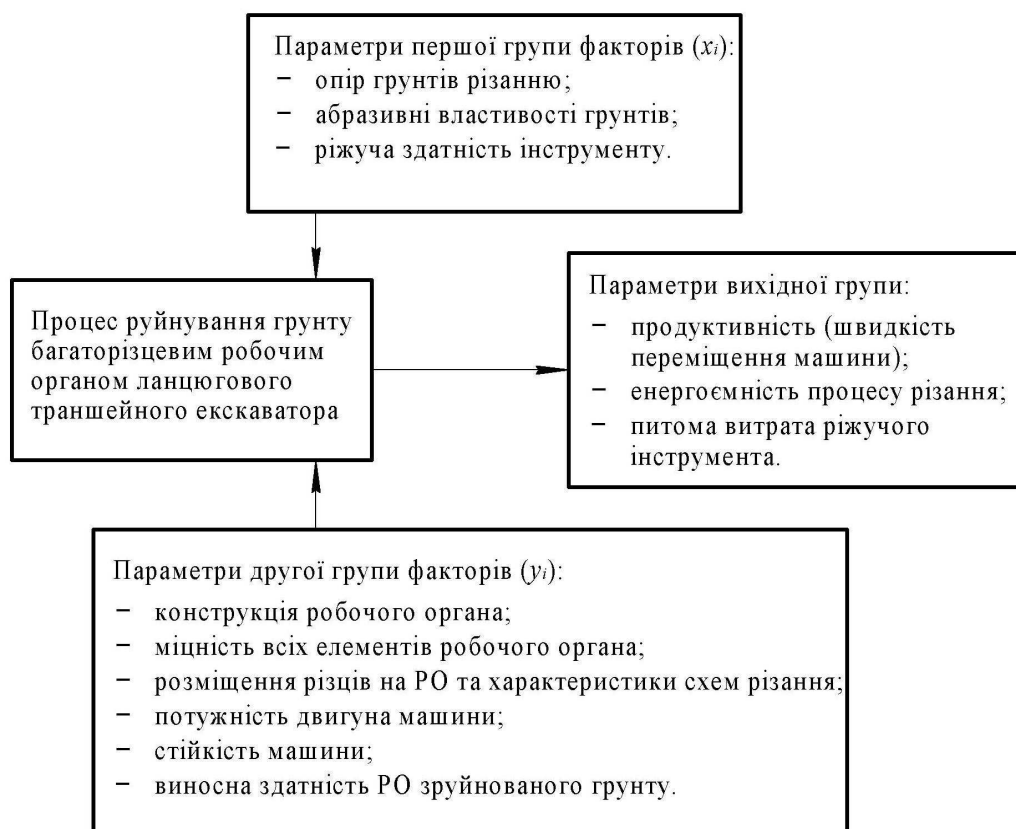 Параметри першої групи факторів (xi):
– опір грунтів різанню;
– абразивні властивості грунтів;
– ріжуча здатність інструменту.
Процес руйнування грунту
багаторізцевим робочим
органом ланцюгового
траншейного екскаватора
Параметри вихідної групи:
– продуктивність (швидкість
переміщення машини);
– енергоємність процесу різання;
– питома витрата ріжучого
інструмента.
Параметри другої групи факторів (yi):
– конструкція робочого органа;
– міцність всіх елементів робочого органа;
– розміщення різців на РО та характеристики схем різання;
– потужність двигуна машини;
– стійкість машини;
– виносна здатність РО зруйнованого грунту.